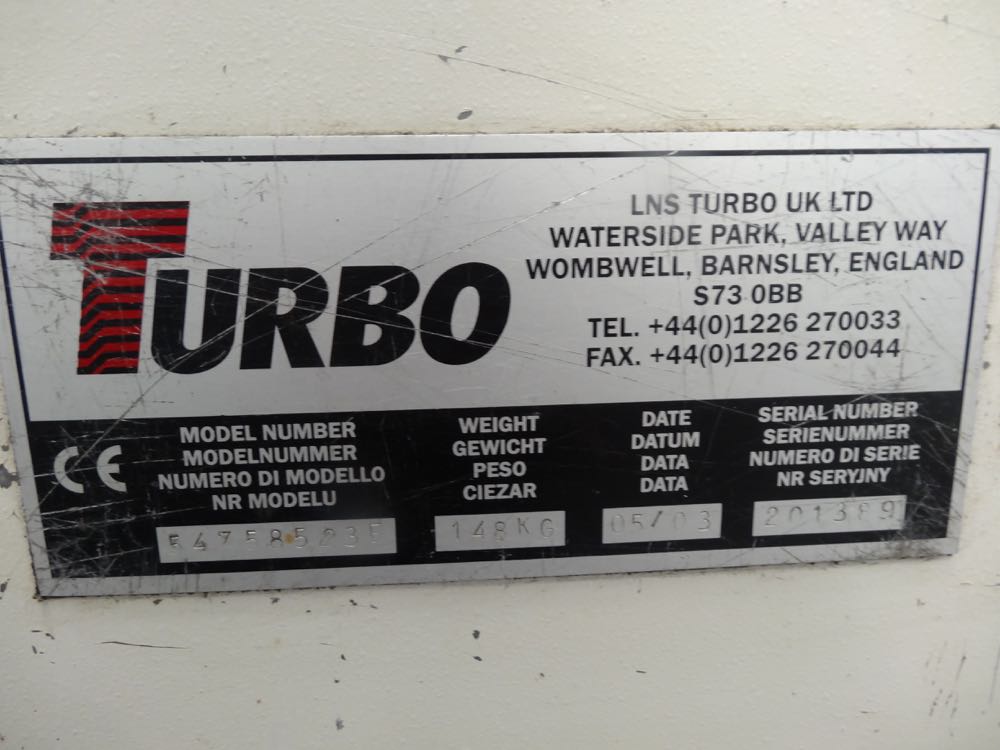 TURBO
LNS TURBO UK LTD
WATERSIDE PARK, VALLEY WAY
WOMBWELL, BARNSLEY, ENGLAND
S73 0BB
TEL. +44(0)1226 270033
FAX. +44(0)1226 270044
CE
MODEL NUMBER
MODELNUMMER
NUMERO DI MODELLO
NR MODELU
WEIGHT
GEWICHT
PESO
CIEZAR
148KG
DATE
DATUM
DATA
DATA
05/03
SERIAL NUMBER
SERIENUMMER
NUMERO DI SERIE
NR SERYJNY
201389